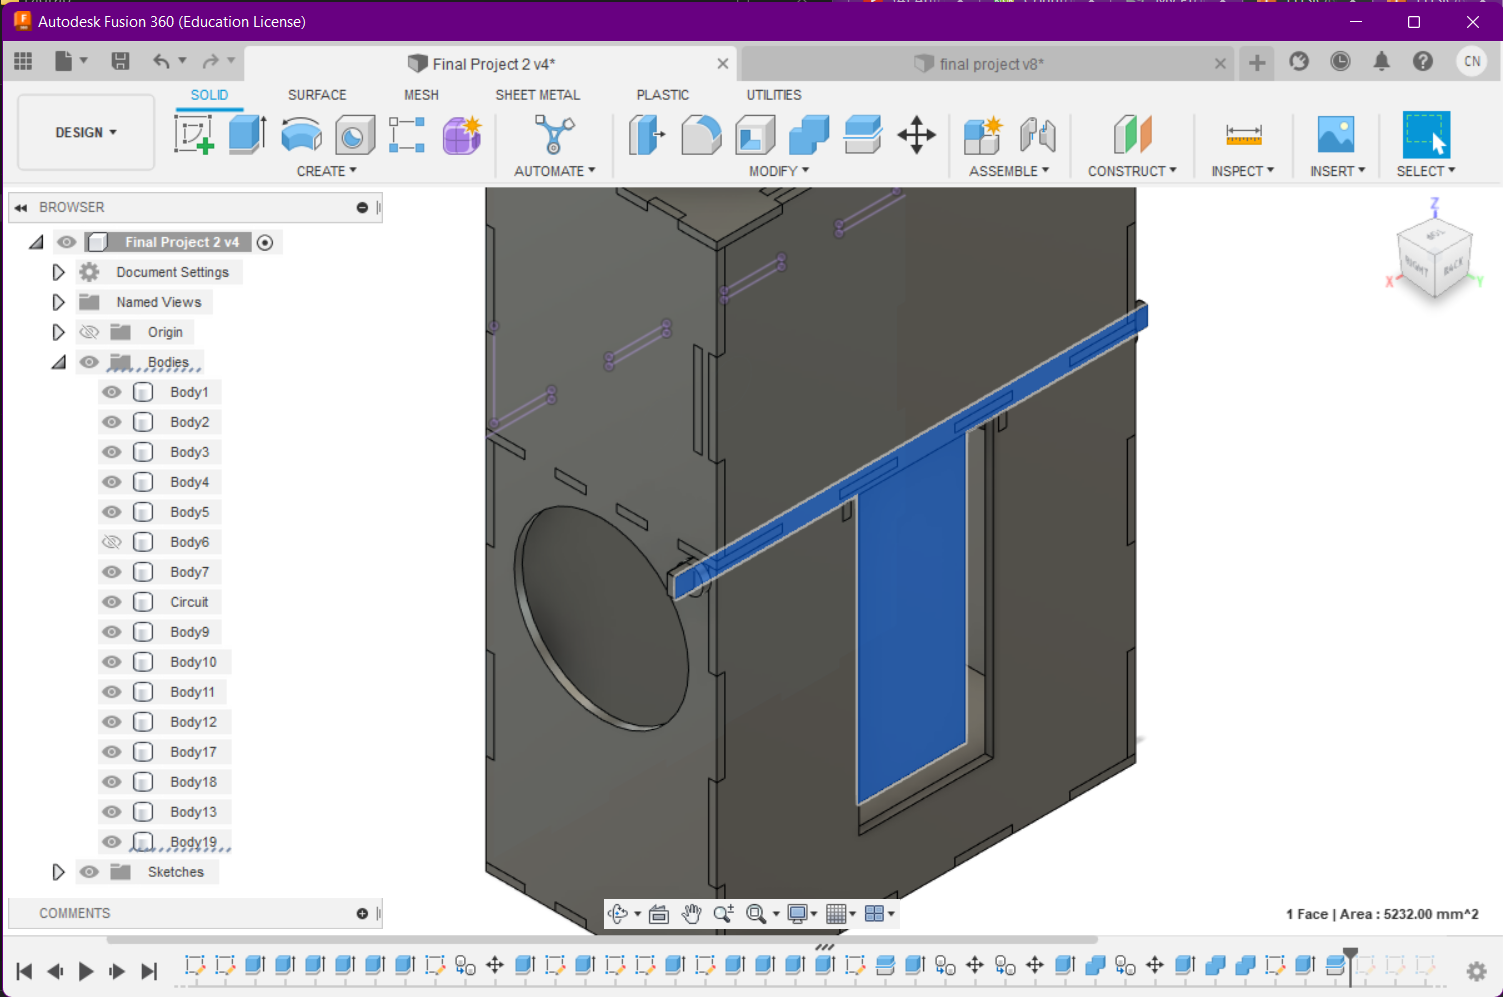 Autodesk Fusion 360 (Education License)
Final Project 2 v4*
final project v8*
CN
DESIGN
SOLID SURFACE MESH SHEET METAL PLASTIC UTILITIES
CREATE AUTOMATE MODIFY ASSEMBLE CONSTRUCT INSPECT INSERT SELECT
BROWSER
Final Project 2 v4
Document Settings
Named Views
Origin
Bodies
Body1
Body2
Body3
Body4
Body5
Body6
Body7
Circuit
Body9
Body10
Body11
Body12
Body17
Body18
Body13
Body19
Sketches
COMMENTS
Z
TOP
RIGHT BACK
X Y
1 Face | Area : 5232.00 mm^2